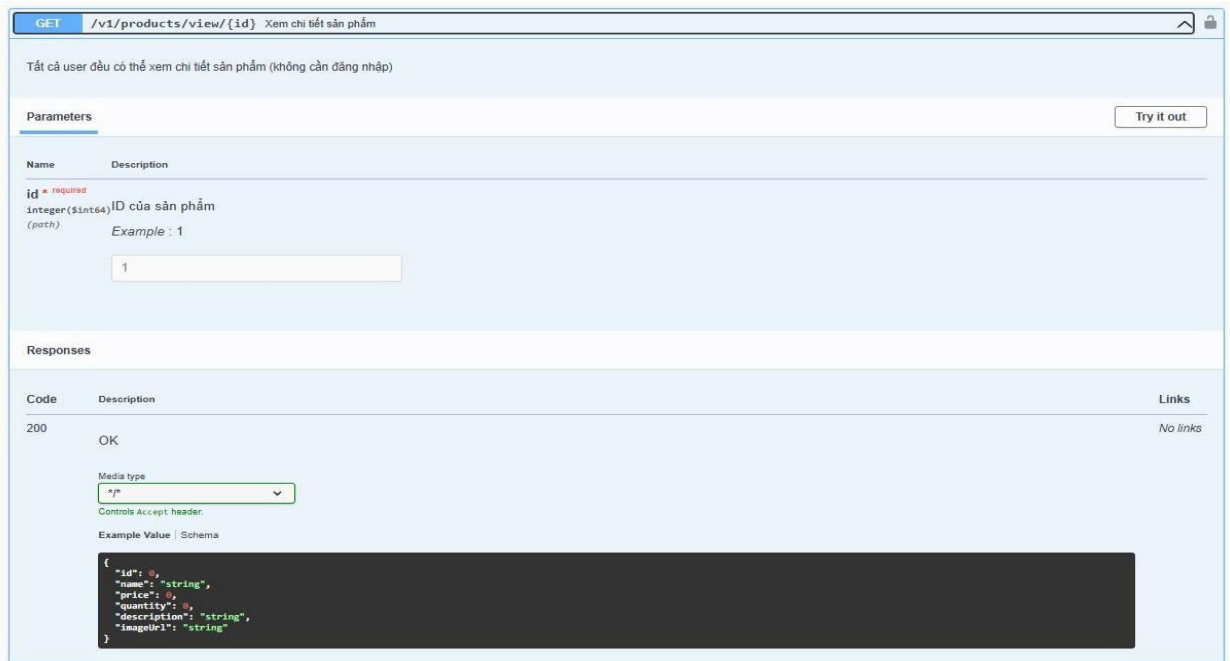 GET /v1/products/view/{id} Xem chi tiết sản phẩm
Tất cả user đều có thể xem chi tiết sản phẩm (không cần đăng nhập)
Parameters
Try it out
Name Description
id * required
integer($int64)
(path)
ID của sản phẩm
Example : 1
1
Responses
Code Description Links
200 OK No links
Media type
*/*
Controls Accept header.
Example Value | Schema
{
"id": 0,
"name": "string",
"price": 0,
"quantity": 0,
"description": "string",
"imageUrl": "string"
}